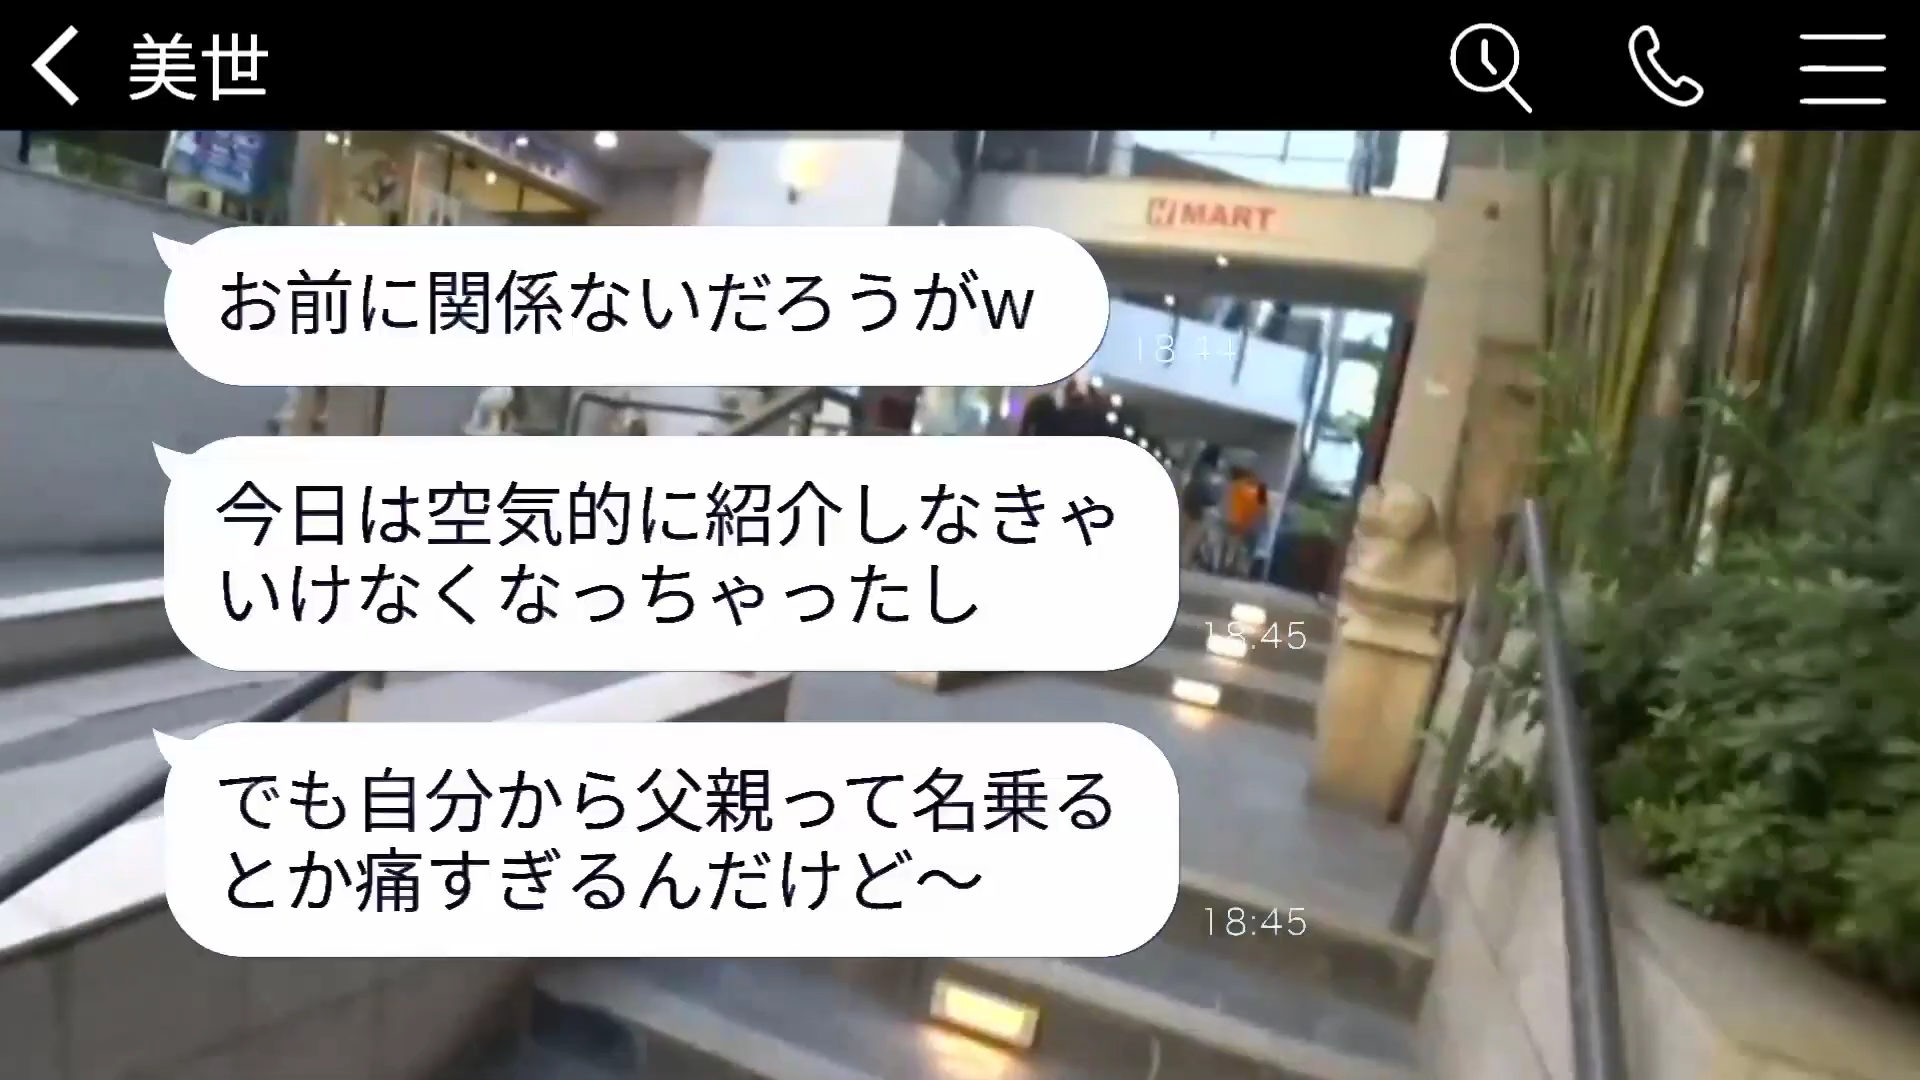 美世
MART
お前に関係ないだろうがw
18:44
今日は空気的に紹介しなきゃ
いけなくなっちゃったし
18:45
でも自分から父親って名乗る
とか痛すぎるんだけど～
18:45